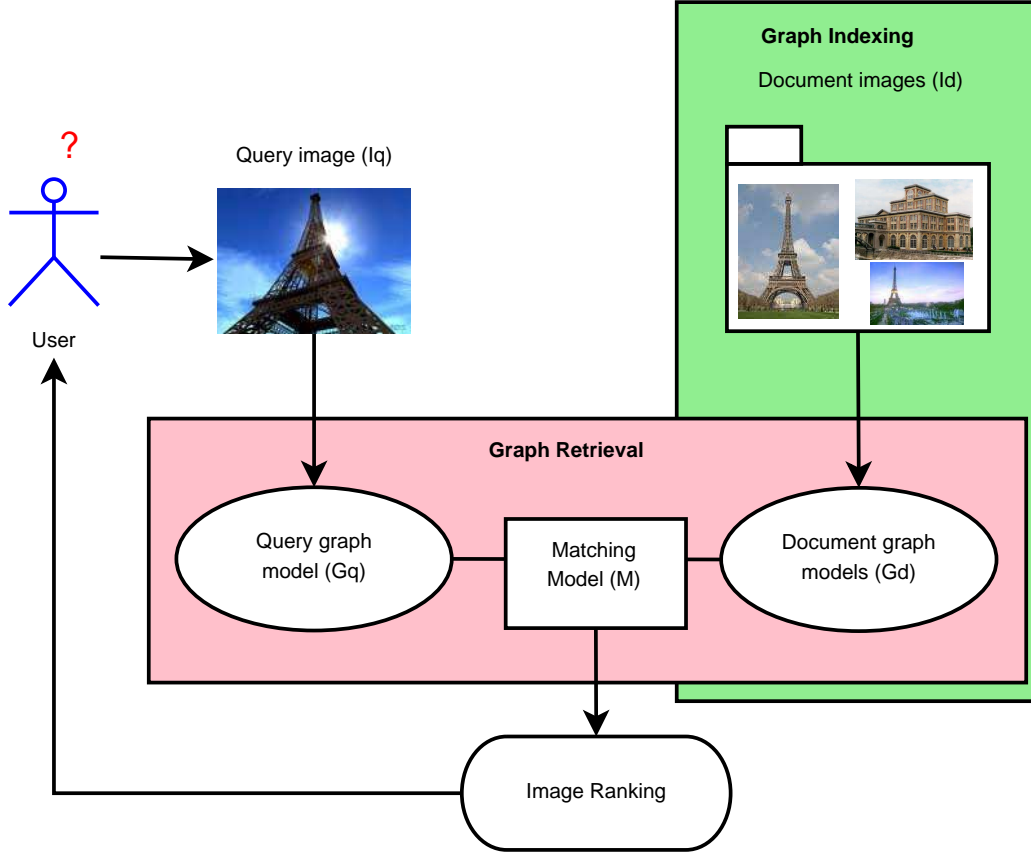 Graph Indexing
Document images (Id)
?
Query image (Iq)
User
Graph Retrieval
Query graph
model (Gq)
Matching
Model (M)
Document graph
models (Gd)
Image Ranking